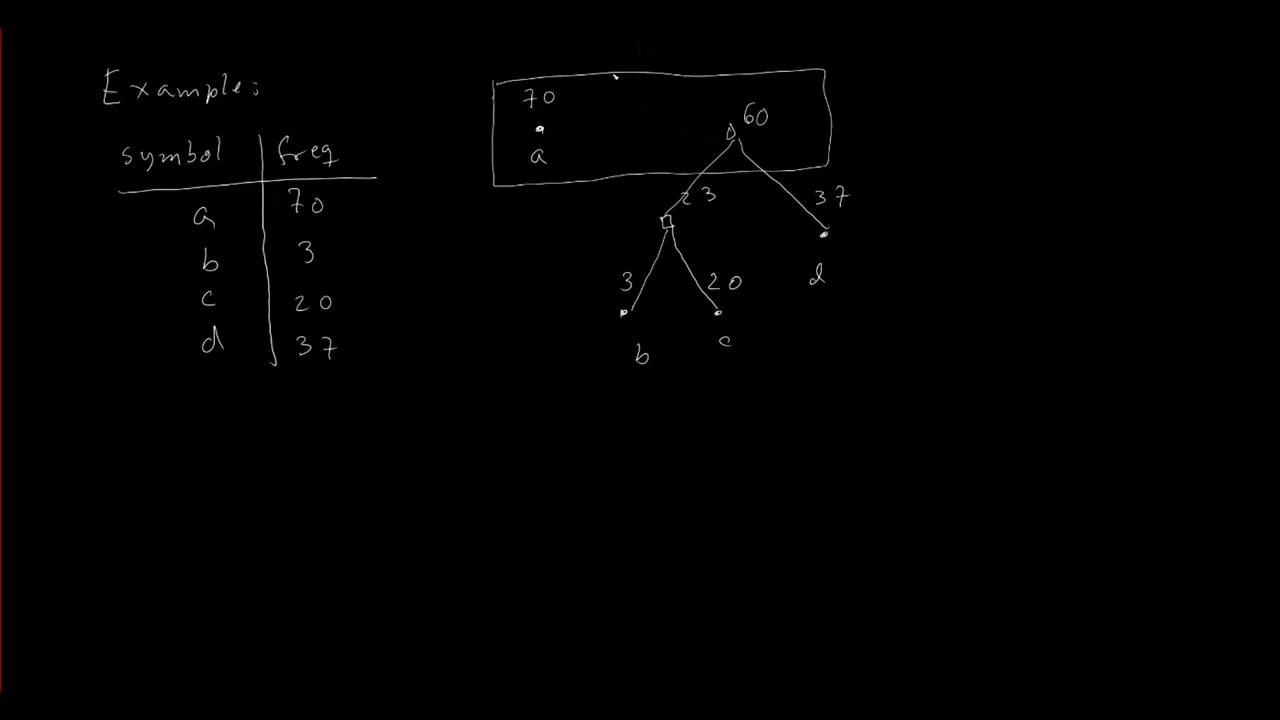 Example:
symbol freq
a 70
b 3
c 20
d 37
70
a
60
23 37
3 20 d
b c